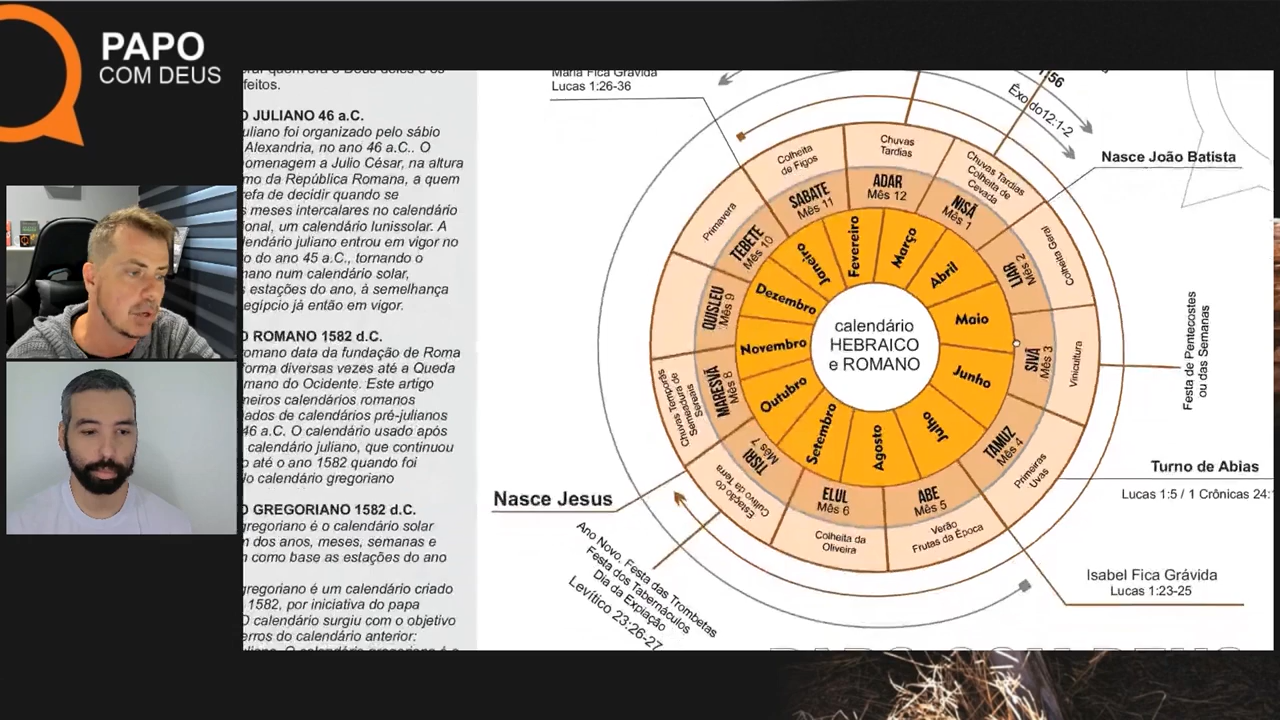 PAPO
COM DEUS
feitos.
O JULIANO 46 a.C.
uliano foi organizado pelo sábio
Alexandria, no ano 46 a.C.. O
omenagem a Julio César, na altura
mo da República Romana, a quem
refa de decidir quando se
s meses intercalares no calendário
ional, um calendário lunissolar. A
lendário juliano entrou em vigor no
o do ano 45 a.C., tornando o
mano num calendário solar,
s estações do ano, à semelhança
egípcio já então em vigor.
O ROMANO 1582 d.C.
romano data da fundação de Roma
forma diversas vezes até a Queda
mano do Ocidente. Este artigo
meiros calendários romanos
ados de calendários pré-julianos
46 a.C. O calendário usado após
calendário juliano, que continuou
até o ano 1582 quando foi
lo calendário gregoriano
O GREGORIANO 1582 d.C.
gregoriano é o calendário solar
m dos anos, meses, semanas e
como base as estações do ano
gregoriano é um calendário criado
1582, por iniciativa do papa
O calendário surgiu com o objetivo
erros do calendário anterior:
Maria Fica Grávida
Lucas 1:26-36
:56
Êxodo12:1-2
Nasce João Batista
Festa de Pentecostes
ou das Semanas
Turno de Abias
Lucas 1:5 / 1 Crônicas 24:
Isabel Fica Grávida
Lucas 1:23-25
Nasce Jesus
Ano Novo, Festa das Trombetas
Festa dos Tabernáculos
Dia da Expiação
Levítico 23:26-27
Chuvas
Tardias
Chuvas Tardias
Colheita de
Cevada
Colheita Geral
Vinicultura
Primeiras
Uvas
Verão
Frutas da Época
Colheita da
Oliveira
Estação do
Cultivo da Terra
Chuvas Temporãs
Semeadura de
Primavera
Colheita
de Figos
ADAR
Mês 12
NISÃ
Mês 1
LIAR
Mês 2
SIVÃ
Mês 3
TAMUZ
Mês 4
ABE
Mês 5
ELUL
Mês 6
TISRI
Mês 7
MARESVÃ
Mês 8
QUISLEU
Mês 9
TEBETE
Mês 10
SABATE
Mês 11
Janeiro
Fevereiro
Março
Abril
Maio
Junho
Julho
Agosto
Setembro
Outubro
Novembro
Dezembro
calendário
HEBRAICO
e ROMANO
PAPO COM DEUS